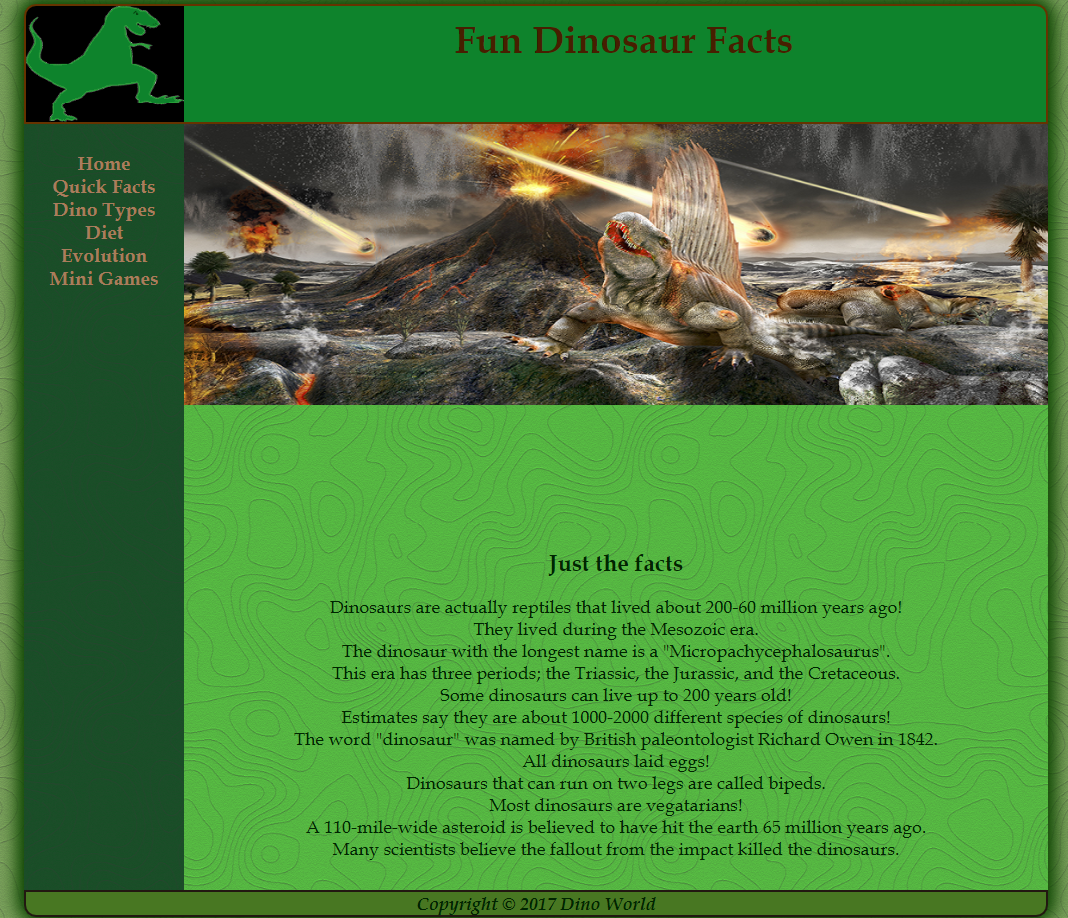 Fun Dinosaur Facts
Home
Quick Facts
Dino Types
Diet
Evolution
Mini Games
Just the facts
Dinosaurs are actually reptiles that lived about 200-60 million years ago!
They lived during the Mesozoic era.
The dinosaur with the longest name is a "Micropachycephalosaurus".
This era has three periods; the Triassic, the Jurassic, and the Cretaceous.
Some dinosaurs can live up to 200 years old!
Estimates say they are about 1000-2000 different species of dinosaurs!
The word "dinosaur" was named by British paleontologist Richard Owen in 1842.
All dinosaurs laid eggs!
Dinosaurs that can run on two legs are called bipeds.
Most dinosaurs are vegatarians!
A 110-mile-wide asteroid is believed to have hit the earth 65 million years ago.
Many scientists believe the fallout from the impact killed the dinosaurs.
Copyright © 2017 Dino World